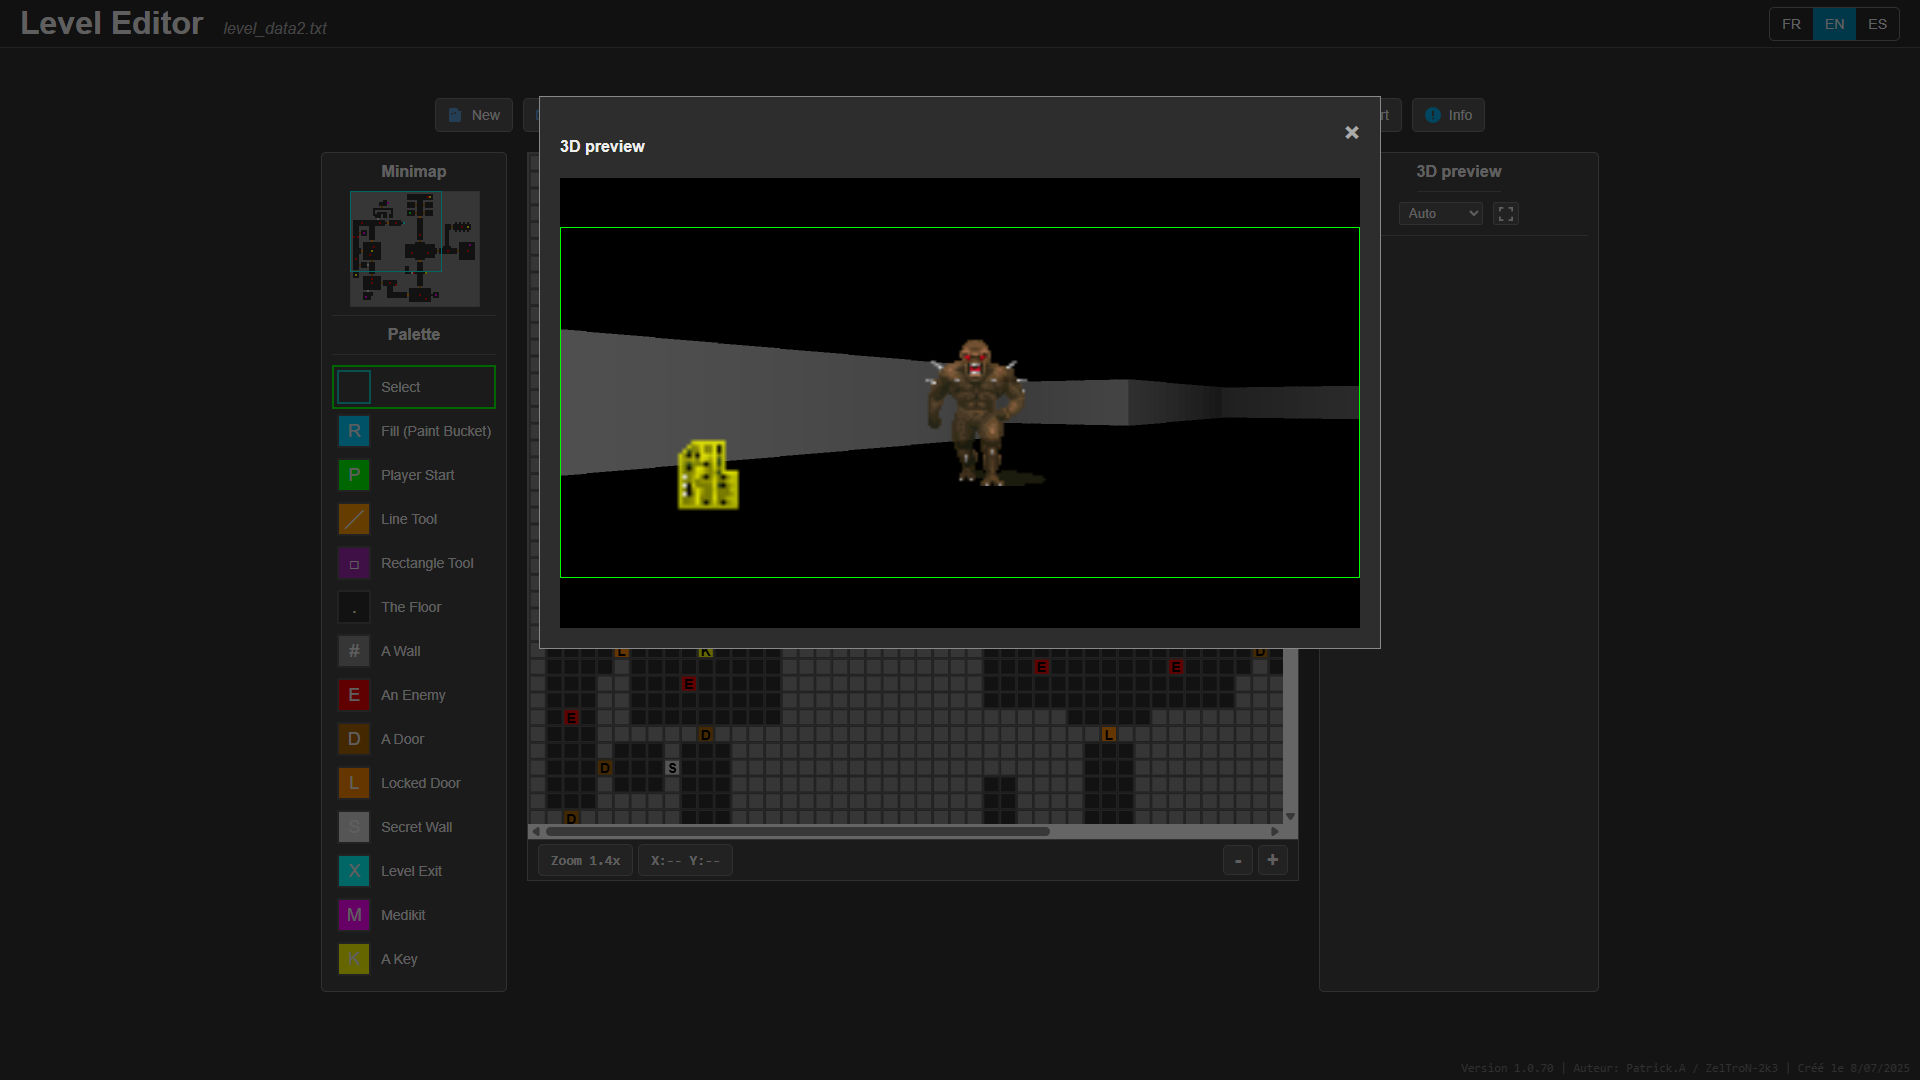 Level Editor level_data2.txt
FR EN ES
New
rt
Info
Minimap
3D preview
3D preview
Auto
Palette
Select
R Fill (Paint Bucket)
P Player Start
Line Tool
Rectangle Tool
. The Floor
# A Wall
E An Enemy
D A Door
L Locked Door
S Secret Wall
X Level Exit
M Medikit
K A Key
L K D
E E
E
E
D L
D S
D
Zoom 1.4x X:-- Y:-- - +
Version 1.0.70 | Auteur: Patrick.A / ZelTroN-2k3 | Créé le 8/07/2025